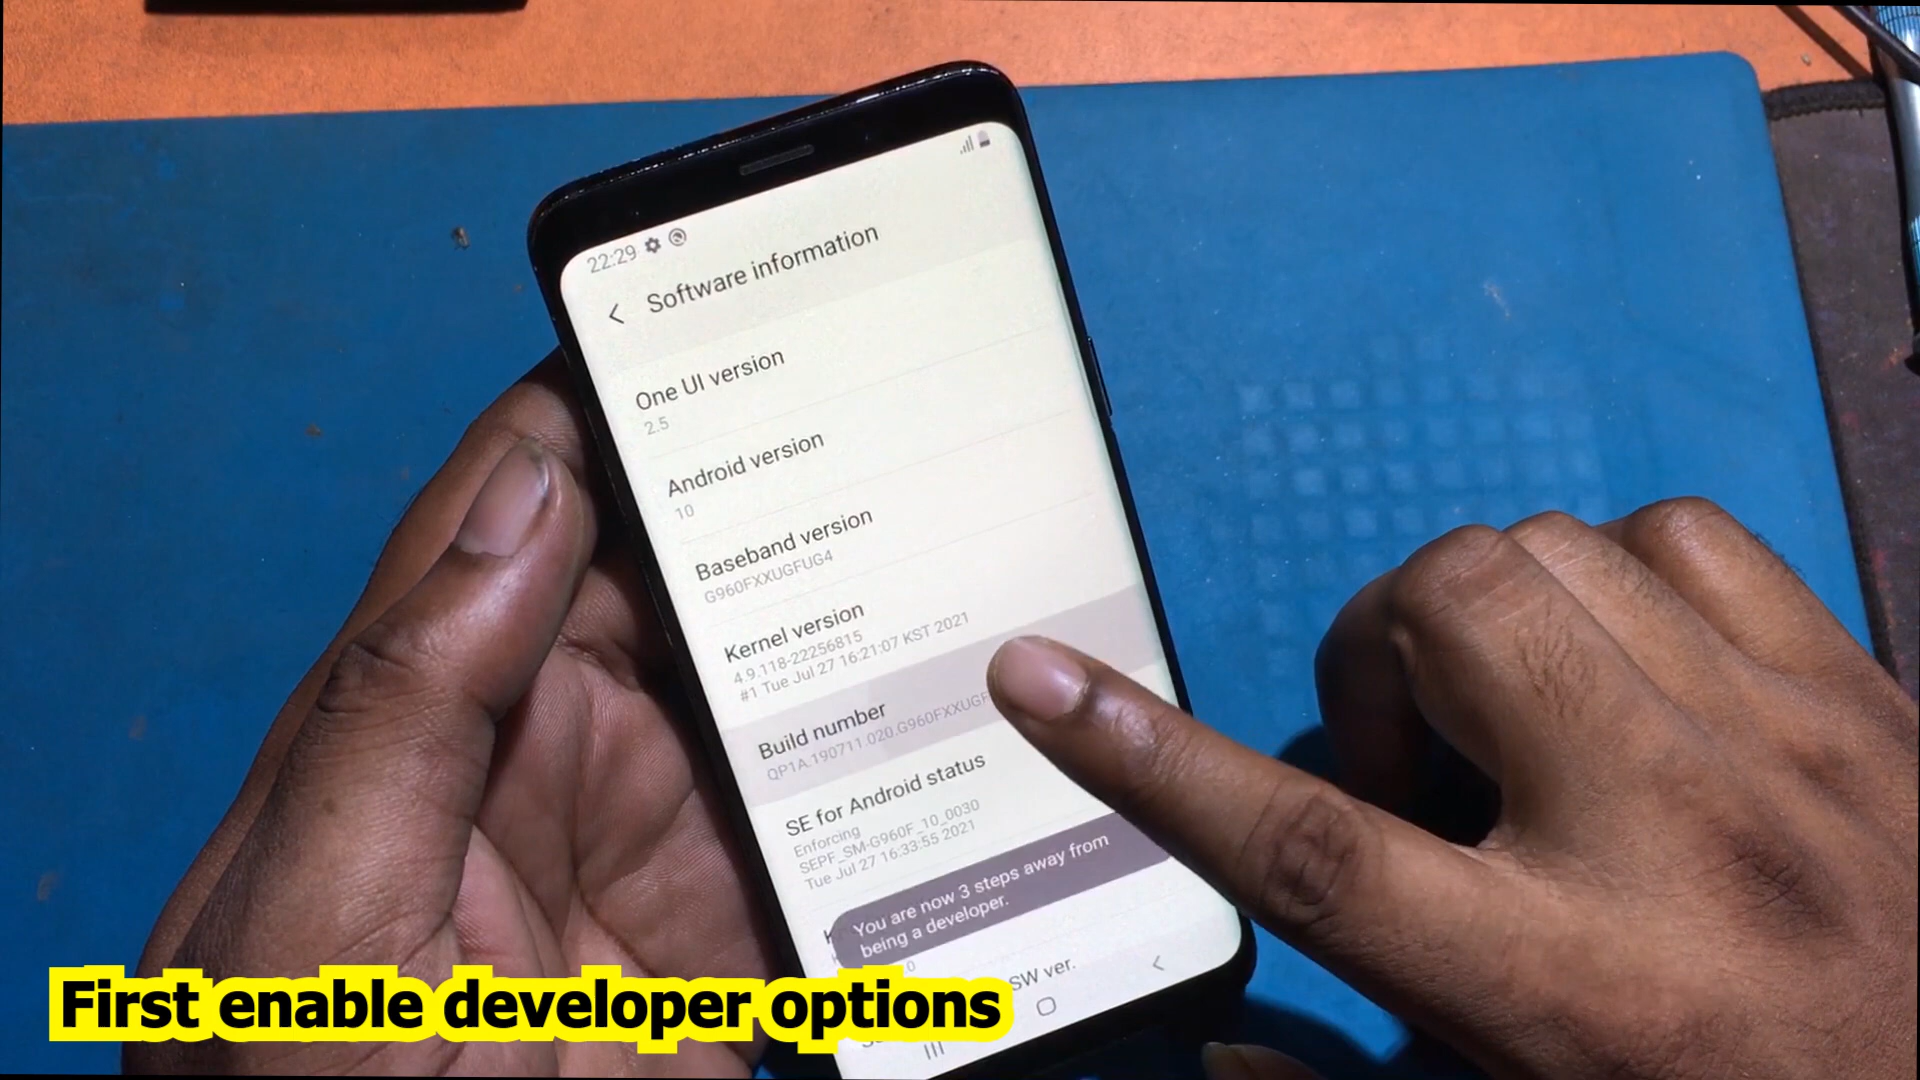 22:29
Software information
One UI version
2.5
Android version
10
Baseband version
G960FXXUGFUG4
Kernel version
4.9.118-22256815
#1 Tue Jul 27 16:21:07 KST 2021
Build number
QP1A.190711.020.G960FXXUGF
SE for Android status
Enforcing
SEPF_SM-G960F_10_0030
Tue Jul 27 16:33:55 2021
You are now 3 steps away from
being a developer.
SW ver.
First enable developer options